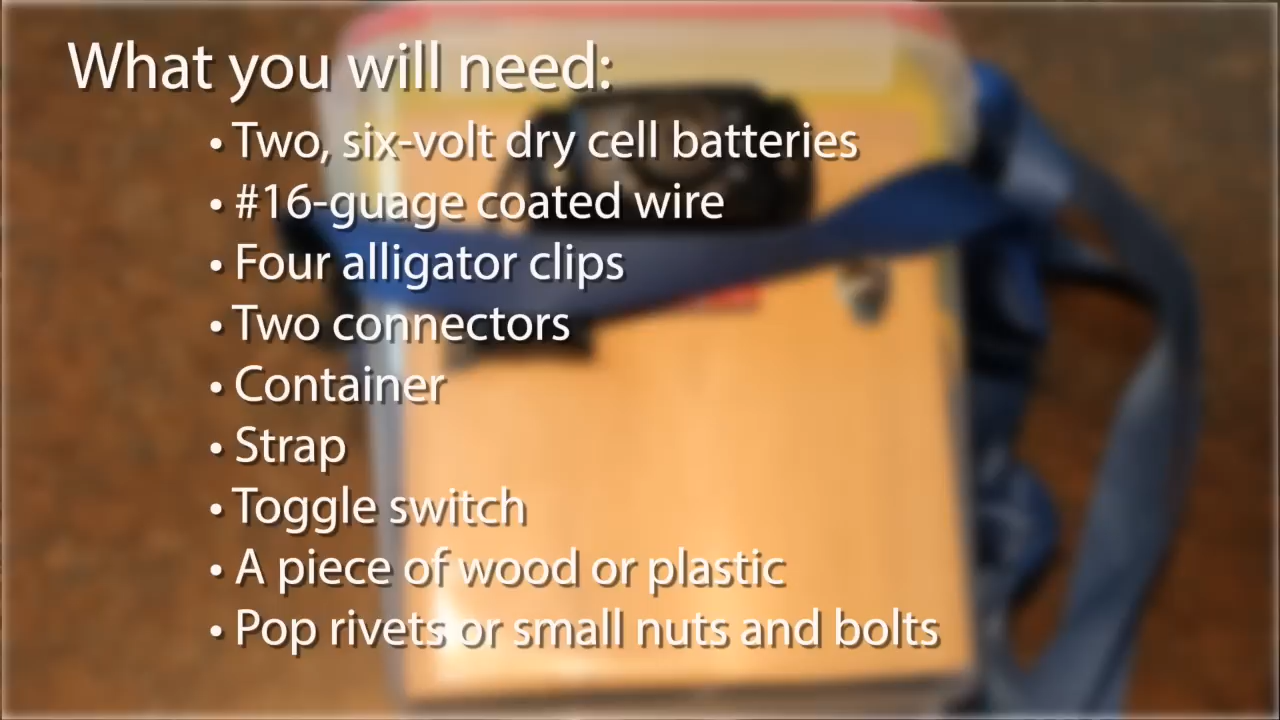 What you will need:
• Two, six-volt dry cell batteries
• #16-guage coated wire
• Four alligator clips
• Two connectors
• Container
• Strap
• Toggle switch
• A piece of wood or plastic
• Pop rivets or small nuts and bolts